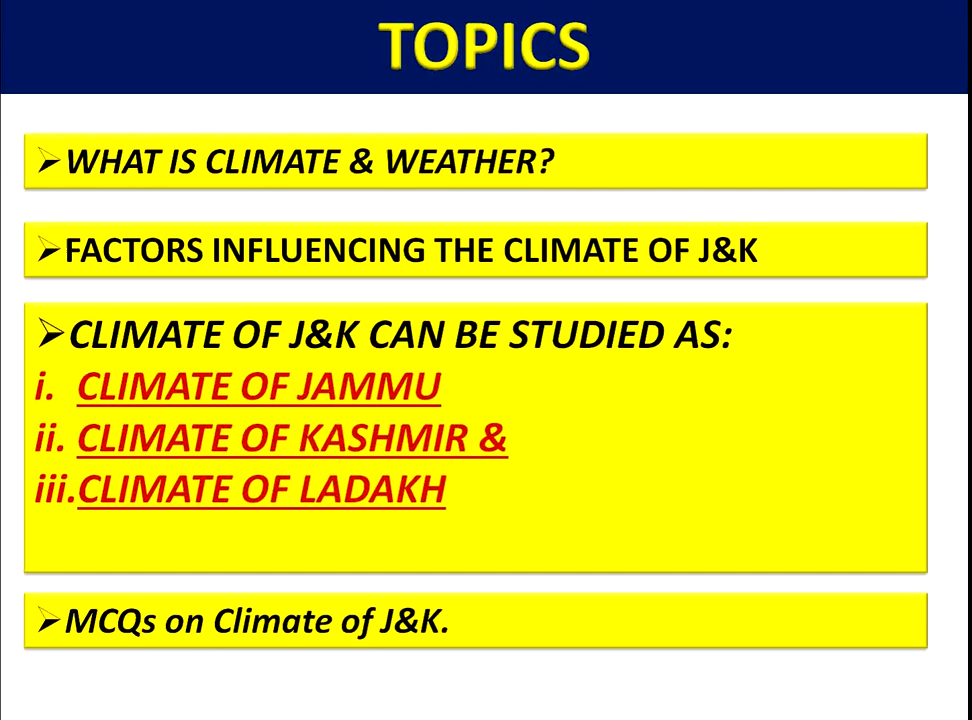 TOPICS
➢WHAT IS CLIMATE & WEATHER?
➢FACTORS INFLUENCING THE CLIMATE OF J&K
➢CLIMATE OF J&K CAN BE STUDIED AS:
i. CLIMATE OF JAMMU
ii. CLIMATE OF KASHMIR &
iii.CLIMATE OF LADAKH
➢MCQs on Climate of J&K.